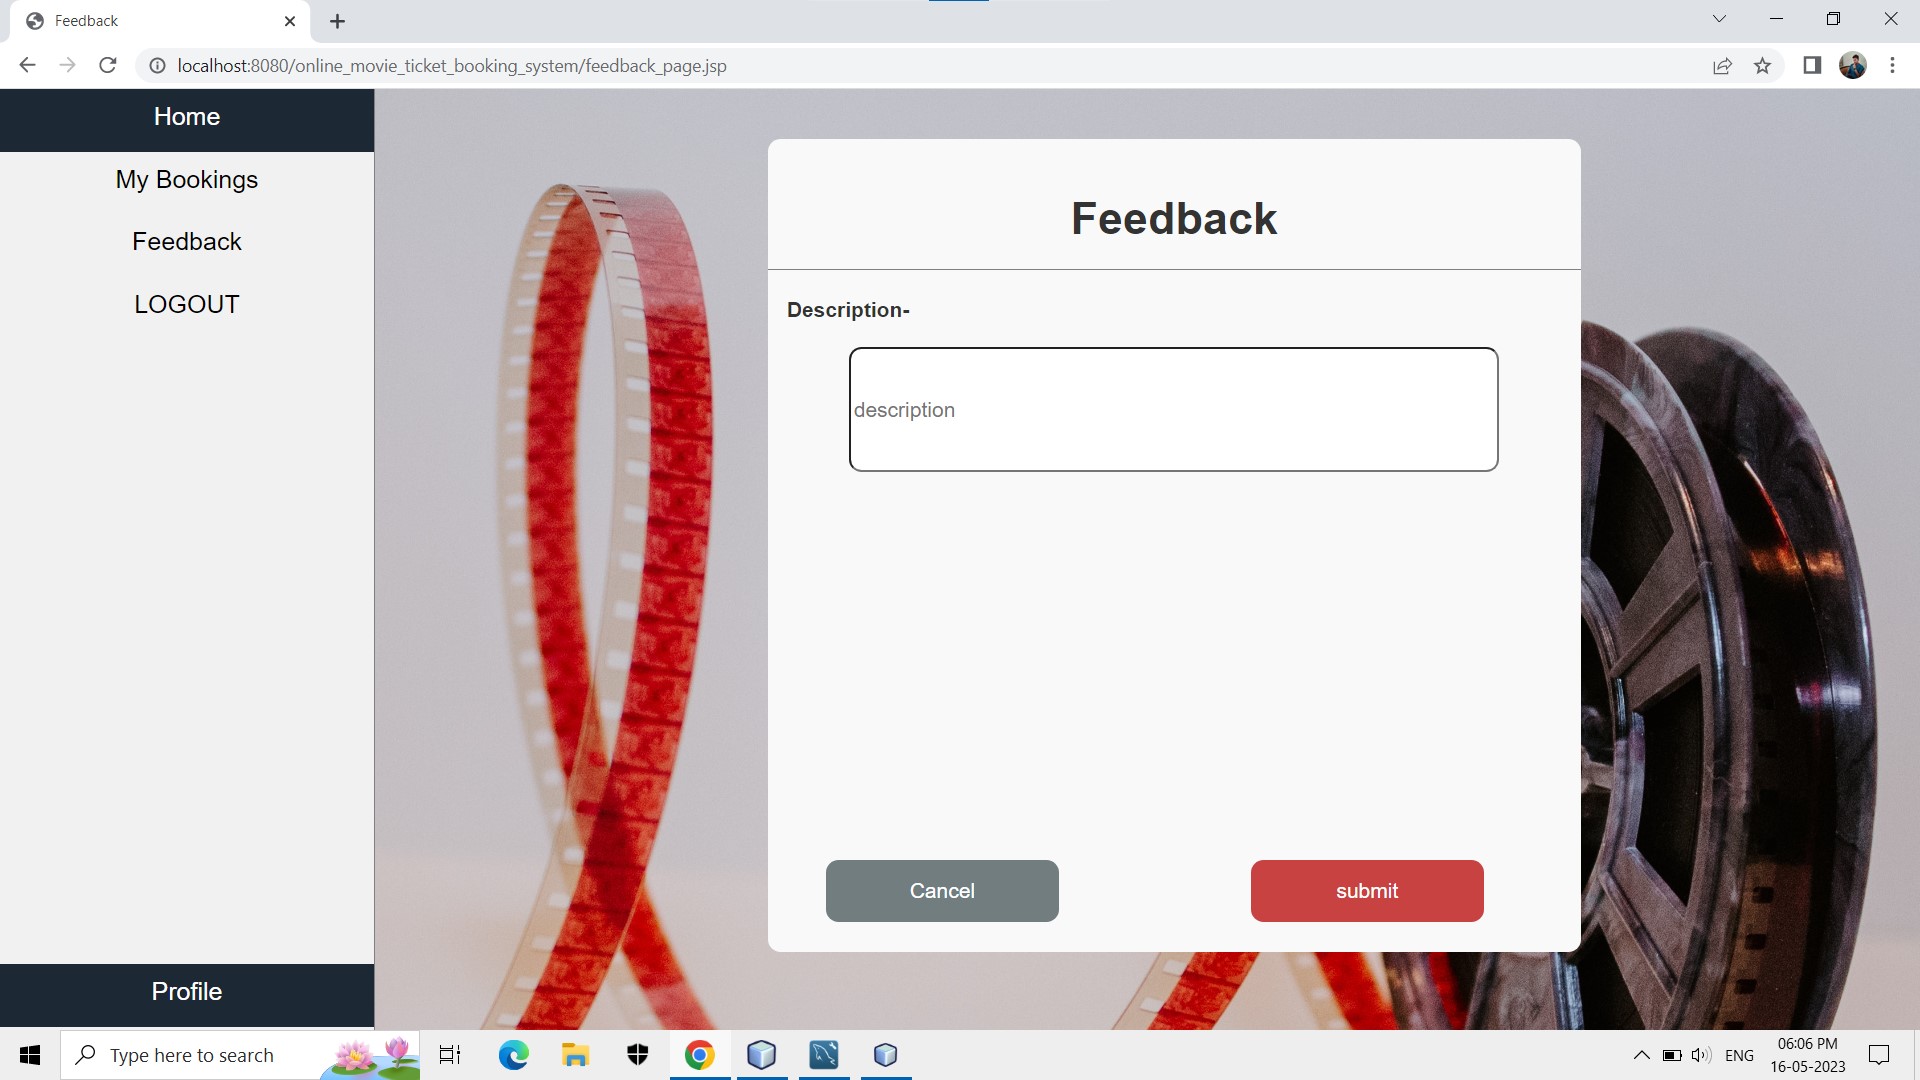 Feedback
localhost:8080/online_movie_ticket_booking_system/feedback_page.jsp
Home
My Bookings
Feedback
LOGOUT
Profile
Feedback
Description-
description
Cancel
submit
Type here to search
ENG
06:06 PM
16-05-2023